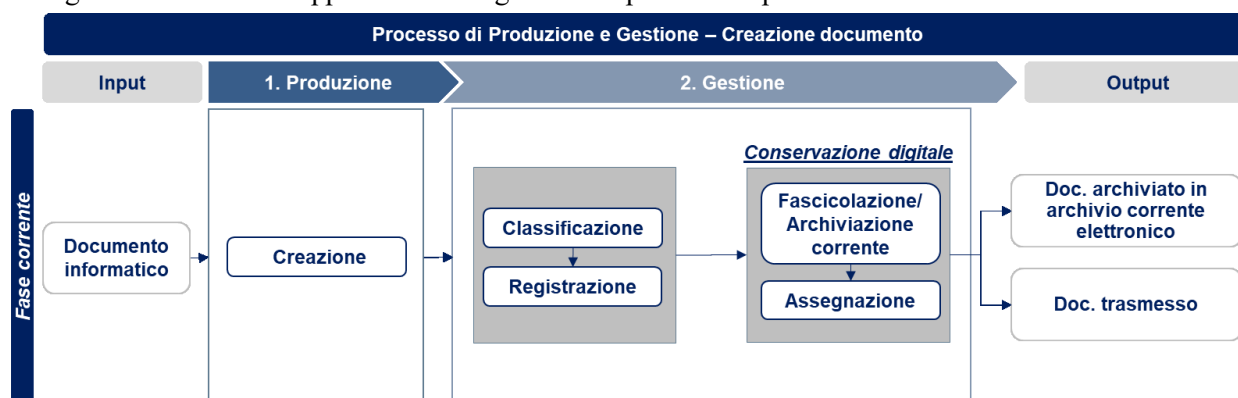 Processo di Produzione e Gestione – Creazione documento
Input
1. Produzione
2. Gestione
Output
Fase corrente
Documento
informatico
Creazione
Classificazione
Registrazione
Conservazione digitale
Fascicolazione/
Archiviazione
corrente
Assegnazione
Doc. archiviato in
archivio corrente
elettronico
Doc. trasmesso